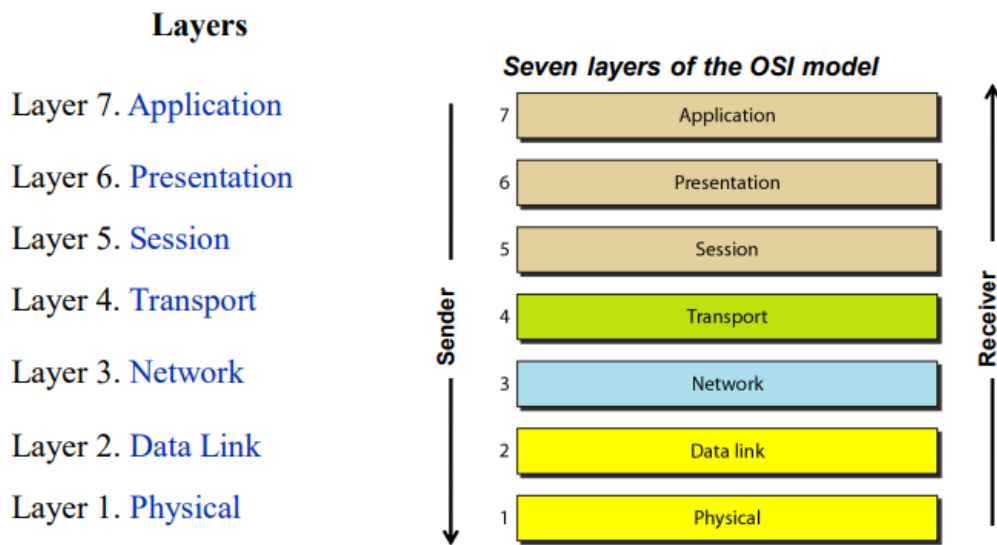 Layers
Layer 7. Application
Layer 6. Presentation
Layer 5. Session
Layer 4. Transport
Layer 3. Network
Layer 2. Data Link
Layer 1. Physical
Sender
Seven layers of the OSI model
7 Application
6 Presentation
5 Session
4 Transport
3 Network
2 Data link
1 Physical
Receiver